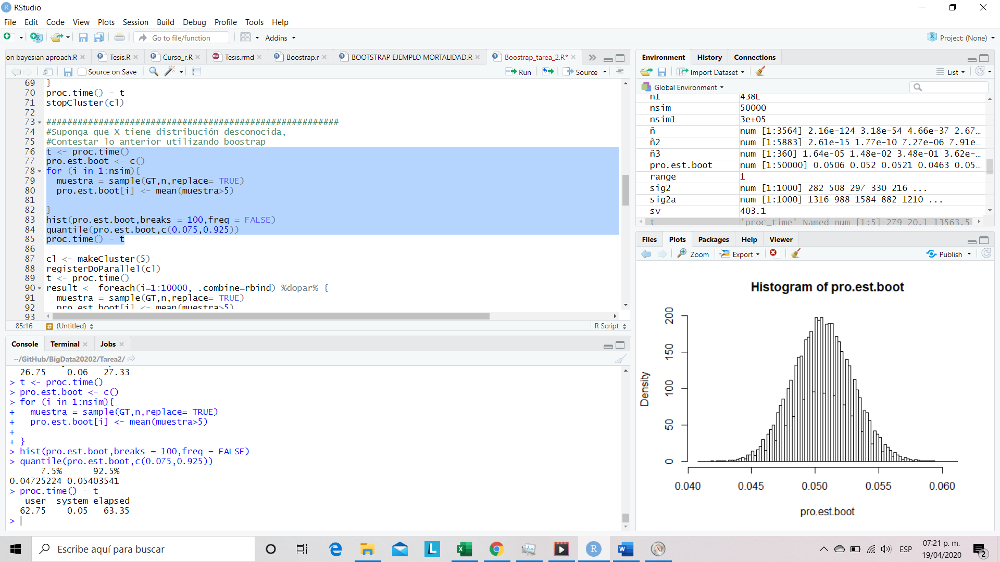 RStudio
File Edit Code View Plots Session Build Debug Profile Tools Help
Go to file/function Addins Project: (None)
on bayesian aproach.R Tesis.R Curso_r.R Tesis.rmd Boostrap.r BOOTSTRAP EJEMPLO MORTALIDAD.R Boostrap_tarea_2.R*
Source on Save Run Source
69 }
70 proc.time() - t
71 stopCluster(cl)
72
73 ########################################################
74 #Suponga que X tiene distribución desconocida,
75 #Contestar lo anterior utilizando boostrap
76 t <- proc.time()
77 pro.est.boot <- c()
78 for (i in 1:nsim){
79 muestra = sample(GT,n,replace= TRUE)
80 pro.est.boot[i] <- mean(muestra>5)
81
82 }
83 hist(pro.est.boot,breaks = 100,freq = FALSE)
84 quantile(pro.est.boot,c(0.075,0.925))
85 proc.time() - t
86
87 cl <- makeCluster(5)
88 registerDoParallel(cl)
89 t <- proc.time()
90 result <- foreach(i=1:10000, .combine=rbind) %dopar% {
91 muestra = sample(GT,n,replace= TRUE)
92 pro.est.boot[i] <- mean(muestra>5)
93
85:16 (Untitled) R Script
Console Terminal Jobs
~/GitHub/BigData20202/Tarea2/
26.75 0.06 27.33
> t <- proc.time()
> pro.est.boot <- c()
> for (i in 1:nsim){
+ muestra = sample(GT,n,replace= TRUE)
+ pro.est.boot[i] <- mean(muestra>5)
+
+ }
> hist(pro.est.boot,breaks = 100,freq = FALSE)
> quantile(pro.est.boot,c(0.075,0.925))
7.5% 92.5%
0.04725224 0.05403541
> proc.time() - t
user system elapsed
62.75 0.05 63.35
>
Environment History Connections
Import Dataset List
Global Environment
n1 438L
nsim 50000
nsim1 3e+05
ñ num [1:3564] 2.16e-124 3.18e-54 4.66e-37 2.67...
ñ2 num [1:5883] 2.61e-15 1.77e-10 7.27e-06 7.91e...
ñ3 num [1:360] 1.64e-05 1.48e-02 3.48e-01 3.62e-...
pro.est.boot num [1:50000] 0.0506 0.052 0.0521 0.0463 0.05...
range 1
sig2 num [1:1000] 282 508 297 330 216 ...
sig2a num [1:1000] 1316 988 1584 882 1210 ...
sv 403.1
t 'proc_time' Named num [1:5] 279 20.1 13563.5
Files Plots Packages Help Viewer
Zoom Export Publish
Histogram of pro.est.boot
Density
200
150
100
50
0
0.040 0.045 0.050 0.055 0.060
pro.est.boot
Escribe aquí para buscar
ESP
07:21 p. m.
19/04/2020
2